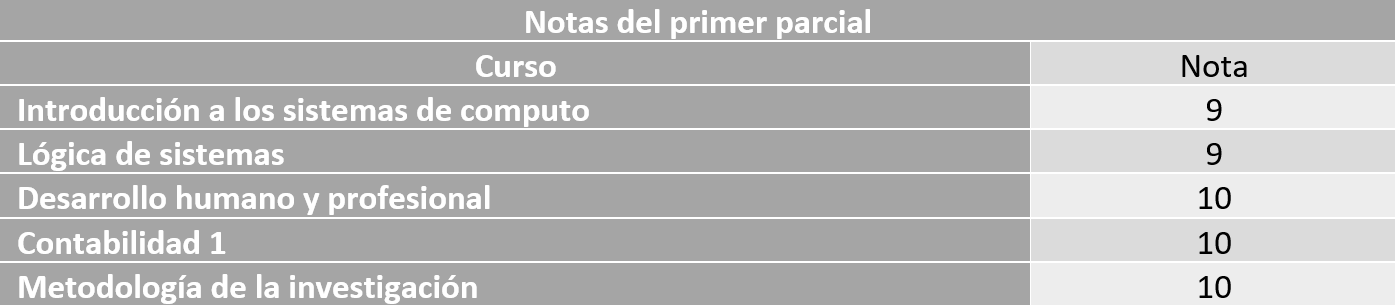 Notas del primer parcial
Curso Nota
Introducción a los sistemas de computo 9
Lógica de sistemas 9
Desarrollo humano y profesional 10
Contabilidad 1 10
Metodología de la investigación 10